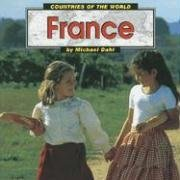 COUNTRIES OF THE WORLD
France
by Michael Dahl